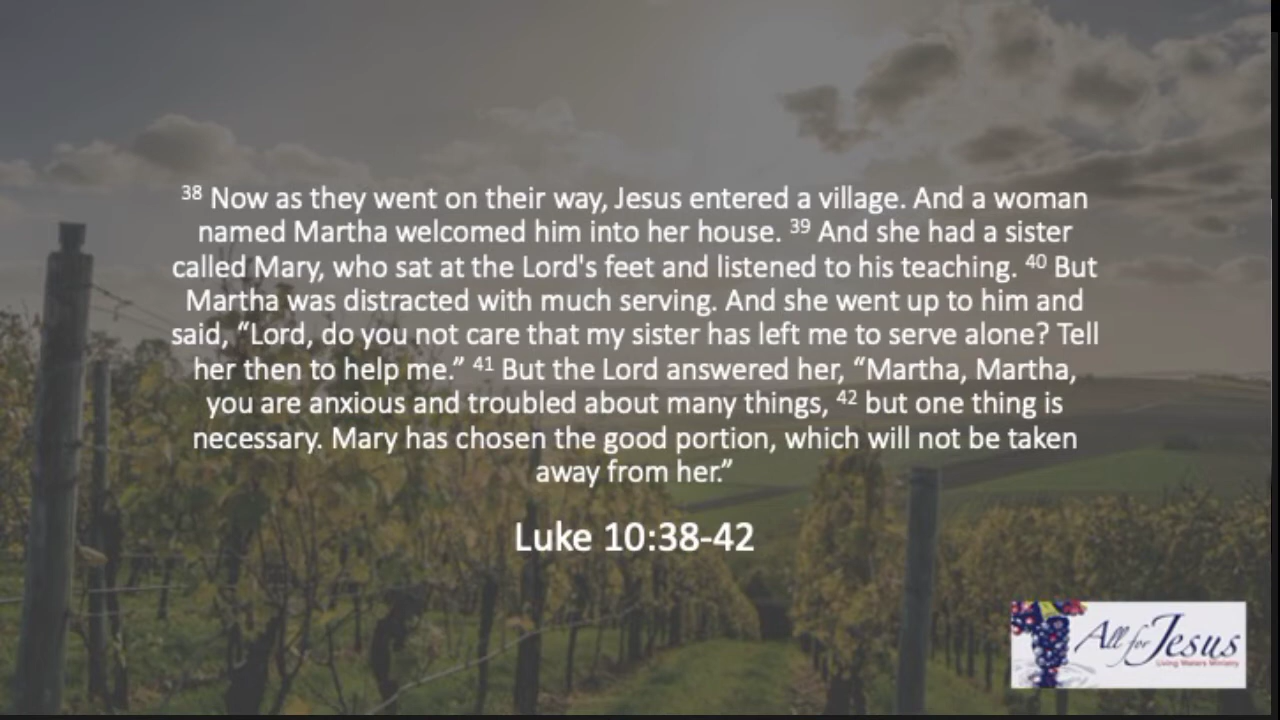 ³⁸ Now as they went on their way, Jesus entered a village. And a woman
named Martha welcomed him into her house. ³⁹ And she had a sister
called Mary, who sat at the Lord's feet and listened to his teaching. ⁴⁰ But
Martha was distracted with much serving. And she went up to him and
said, “Lord, do you not care that my sister has left me to serve alone? Tell
her then to help me.” ⁴¹ But the Lord answered her, “Martha, Martha,
you are anxious and troubled about many things, ⁴² but one thing is
necessary. Mary has chosen the good portion, which will not be taken
away from her.”
Luke 10:38-42
All for Jesus
Living Waters Ministry